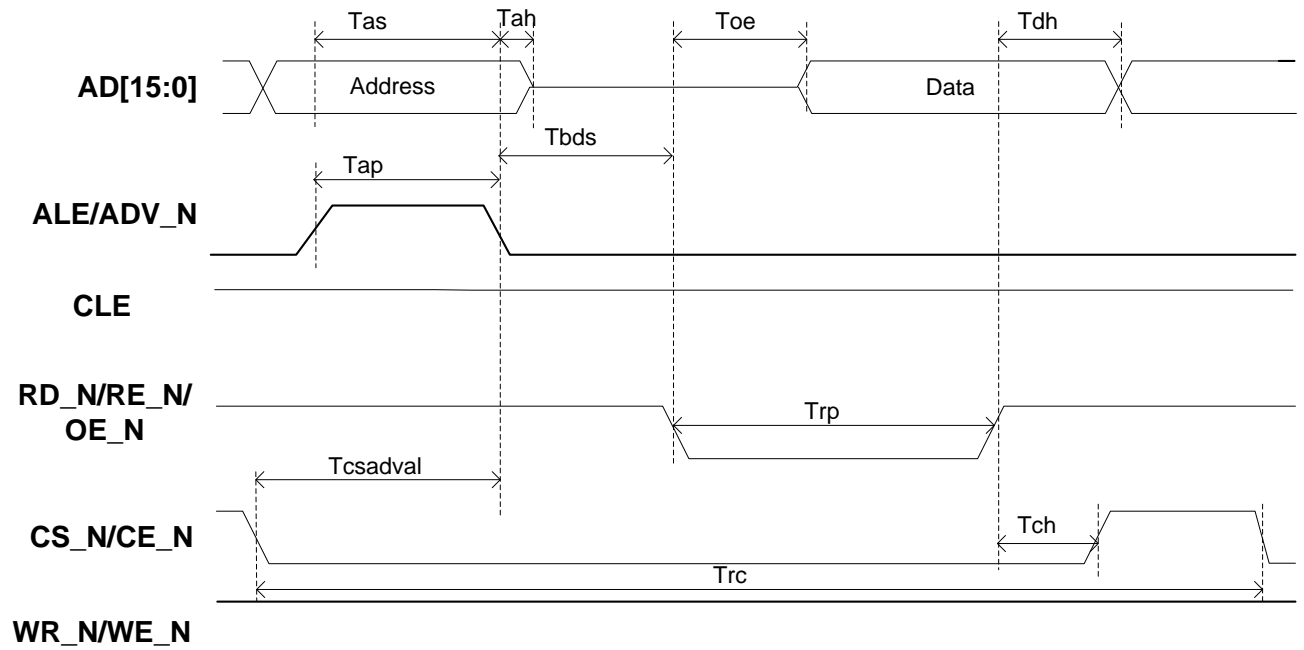 Tas Tah Toe Tdh
AD[15:0] Address Data
Tbds
Tap
ALE/ADV_N
CLE
RD_N/RE_N/
OE_N
Trp
Tcsadval
CS_N/CE_N
Tch
Trc
WR_N/WE_N